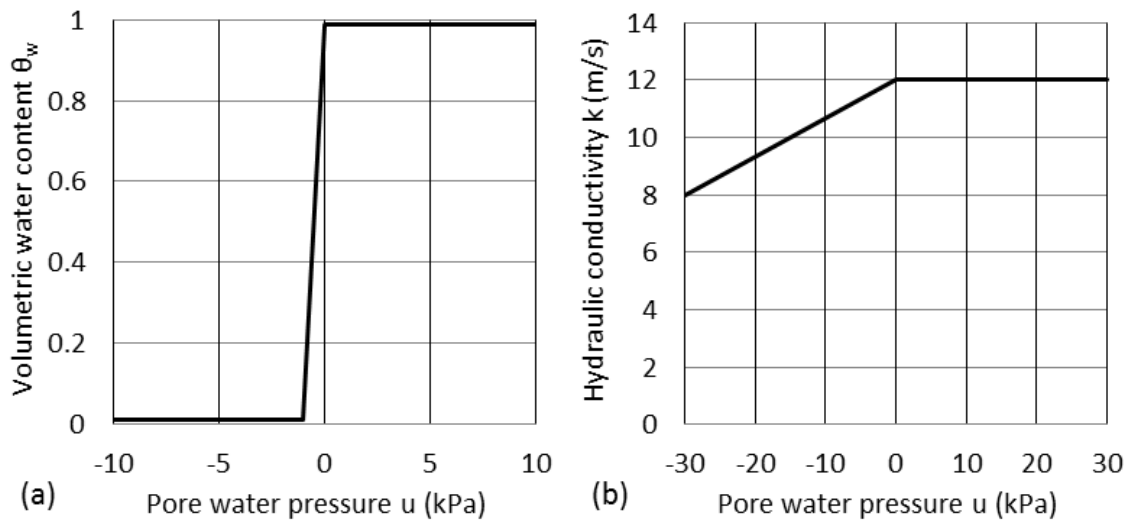 Volumetric water content θw
1
0.8
0.6
0.4
0.2
0
-10 -5 0 5 10
(a) Pore water pressure u (kPa)
Hydraulic conductivity k (m/s)
14
12
10
8
6
4
2
0
-30 -20 -10 0 10 20 30
(b) Pore water pressure u (kPa)